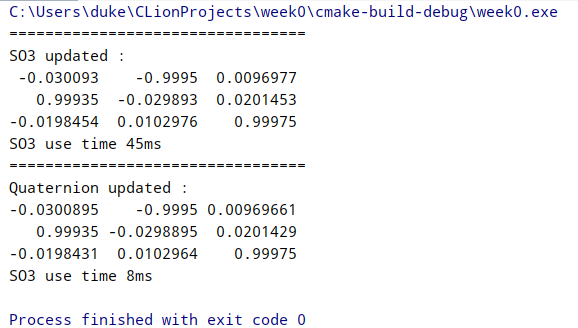 C:\Users\duke\CLionProjects\week0\cmake-build-debug\week0.exe
=================================
SO3 updated :
 -0.030093    -0.9995  0.0096977
   0.99935  -0.029893  0.0201453
-0.0198454  0.0102976    0.99975
SO3 use time 45ms
=================================
Quaternion updated :
-0.0300895    -0.9995 0.00969661
   0.99935 -0.0298895  0.0201429
-0.0198431  0.0102964    0.99975
SO3 use time 8ms
Process finished with exit code 0